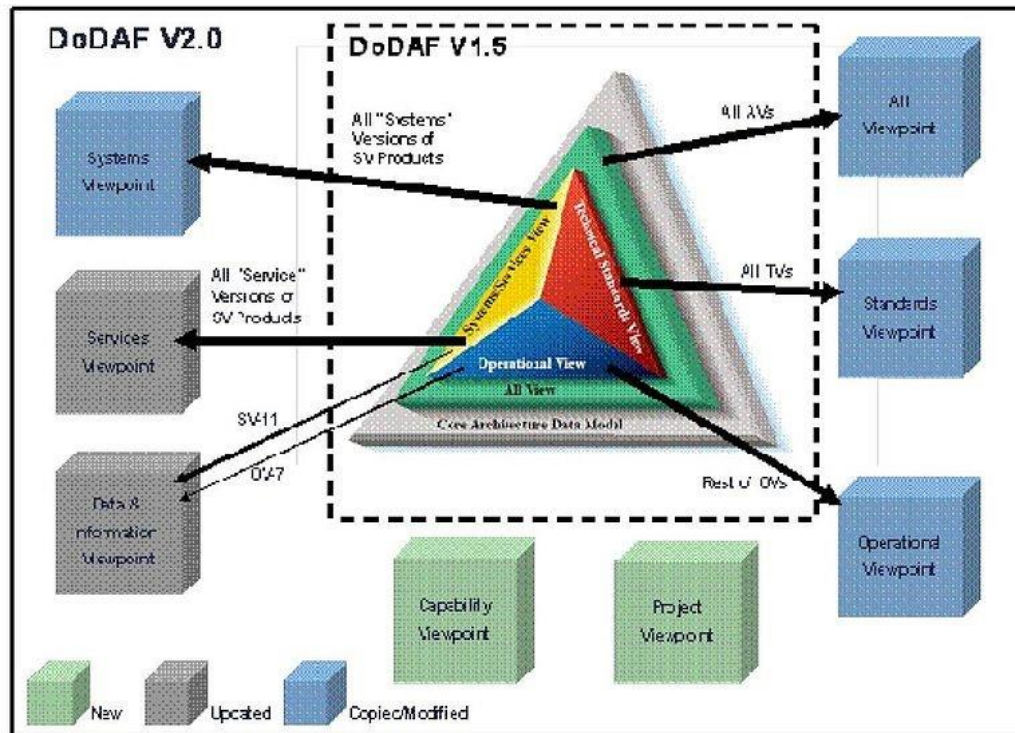 DoDAF V2.0
DoDAF V1.5
Systems
Viewpoint
All "Systems"
Versions of
SV Products
All AVs
All
Viewpoint
Services
Viewpoint
All "Service"
Versions of
SV Products
Systems/Services View
Technical Standards View
Operational View
All View
Core Architecture Data Model
All TVs
Standards
Viewpoint
SV-11
OV-7
Data &
Information
Viewpoint
Rest of OVs
Operational
Viewpoint
Capability
Viewpoint
Project
Viewpoint
New
Updated
Copied/Modified